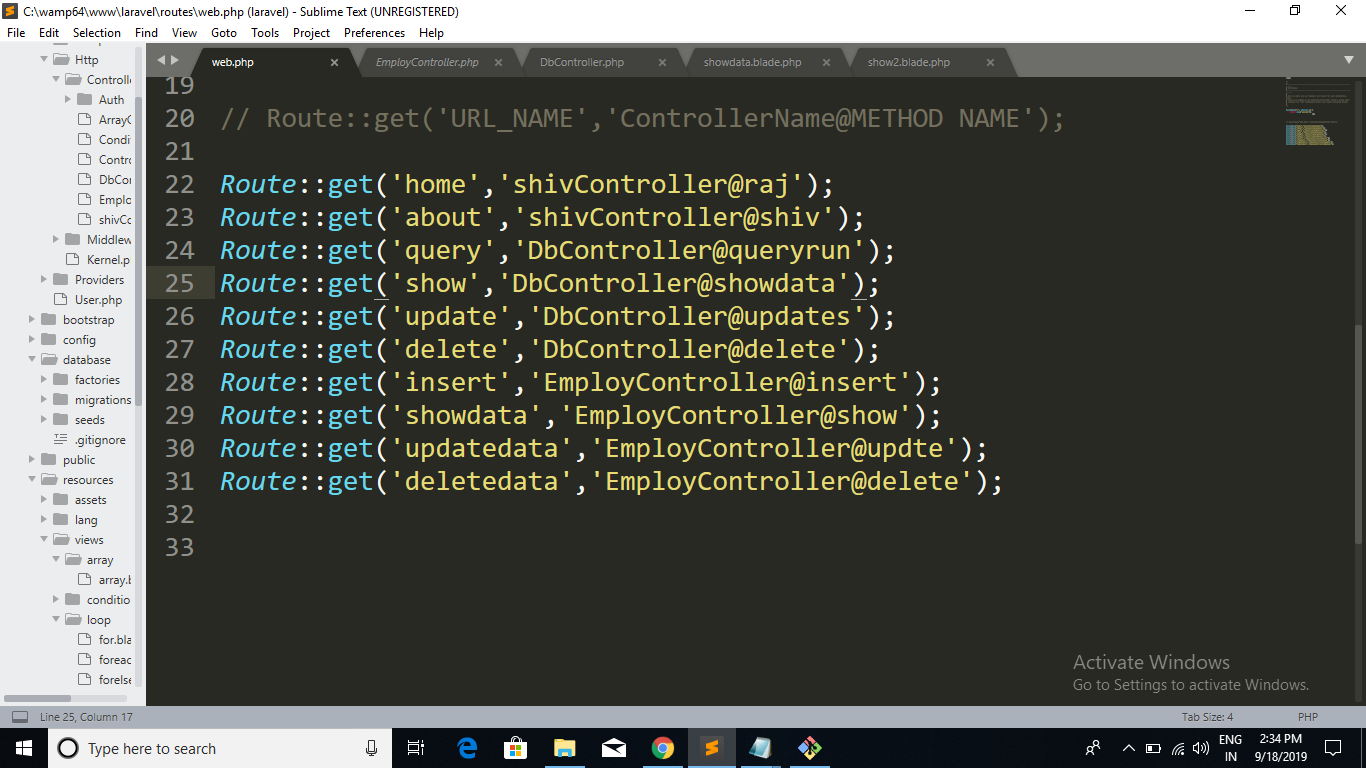 C:\wamp64\www\laravel\routes\web.php (laravel) - Sublime Text (UNREGISTERED)
File Edit Selection Find View Goto Tools Project Preferences Help
Http
Controlle
Auth
ArrayC
Condi
Contro
DbCor
Emplo
shivCo
Middlew
Kernel.p
Providers
User.php
bootstrap
config
database
factories
migrations
seeds
.gitignore
public
resources
assets
lang
views
array
array.b
conditio
loop
for.bla
foreac
forelse
web.php EmployController.php DbController.php showdata.blade.php show2.blade.php
19
20 // Route::get('URL_NAME','ControllerName@METHOD NAME');
21
22 Route::get('home','shivController@raj');
23 Route::get('about','shivController@shiv');
24 Route::get('query','DbController@queryrun');
25 Route::get('show','DbController@showdata');
26 Route::get('update','DbController@updates');
27 Route::get('delete','DbController@delete');
28 Route::get('insert','EmployController@insert');
29 Route::get('showdata','EmployController@show');
30 Route::get('updatedata','EmployController@updte');
31 Route::get('deletedata','EmployController@delete');
32
33
Activate Windows
Go to Settings to activate Windows.
Line 25, Column 17 Tab Size: 4 PHP
Type here to search
ENG
IN
2:34 PM
9/18/2019